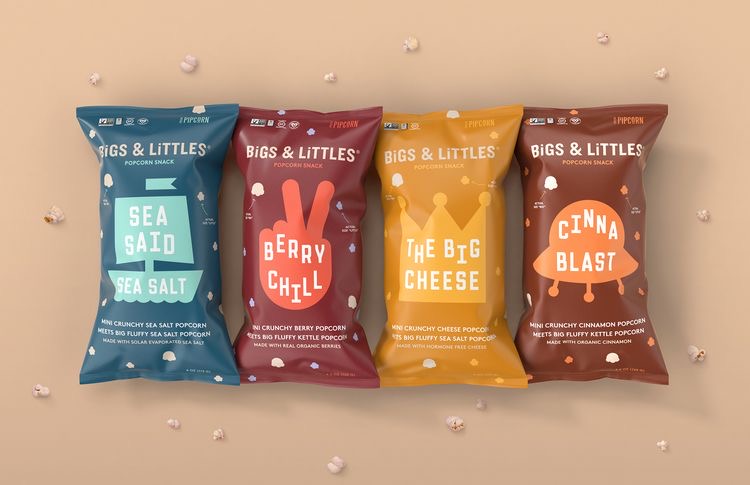 PIPCORN
BiGS & LiTTLES®
POPCORN SNACK
SEA
SAID
SEA SALT
MINI CRUNCHY SEA SALT POPCORN
MEETS BIG FLUFFY SEA SALT POPCORN
MADE WITH SOLAR EVAPORATED SEA SALT
PIPCORN
BiGS & LiTTLES®
POPCORN SNACK
BERRY
CHILL
INI CRUNCHY BERRY POPCORN
MEETS BIG FLUFFY KETTLE POPCORN
MADE WITH REAL ORGANIC BERRIES
PIPCORN
BiGS & LiTTLES®
POPCORN SNACK
THE BIG
CHEESE
MINI CRUNCHY CHEESE POPCORN
MEETS BIG FLUFFY SEA SALT POPCORN
MADE WITH HORMONE FREE CHEESE
PIPCORN
BiGS & LiTTLES
POPCORN SNACK
CINNA
BLAST
MINI CRUNCHY CINNAMON POPCORN
MEETS BIG FLUFFY KETTLE POPCORN
MADE WITH ORGANIC CINNAMON